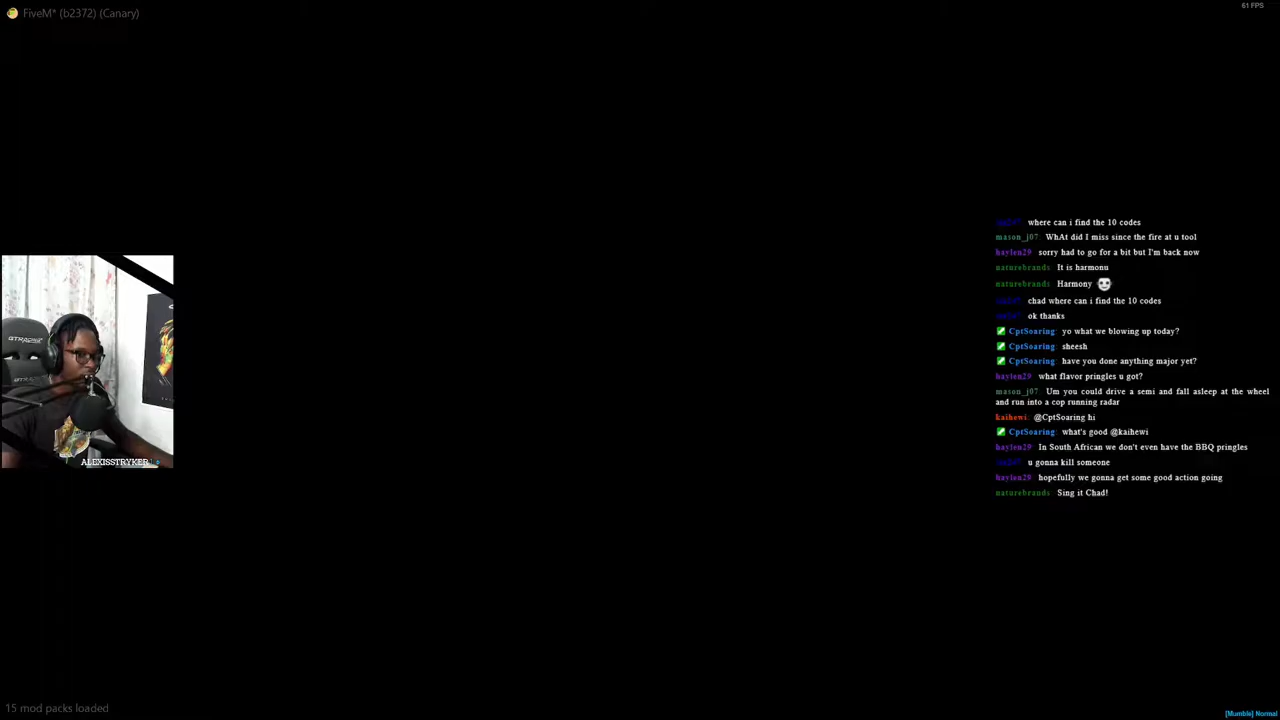 FiveM* (b2372) (Canary)
61 FPS
where can i find the 10 codes
mason_j07: WhAt did I miss since the fire at u tool
haylen29: sorry had to go for a bit but I'm back now
naturebrands: It is harmonu
naturebrands: Harmony
chad where can i find the 10 codes
ok thanks
CptSoaring: yo what we blowing up today?
CptSoaring: sheesh
CptSoaring: have you done anything major yet?
haylen29: what flavor pringles u got?
mason_j07: Um you could drive a semi and fall asleep at the wheel
and run into a cop running radar
kaihewi: @CptSoaring hi
CptSoaring: what's good @kaihewi
haylen29: In South African we don't even have the BBQ pringles
u gonna kill someone
haylen29: hopefully we gonna get some good action going
naturebrands: Sing it Chad!
GTRACING
ALEXISSTRYKER
15 mod packs loaded
[Mumble] Normal